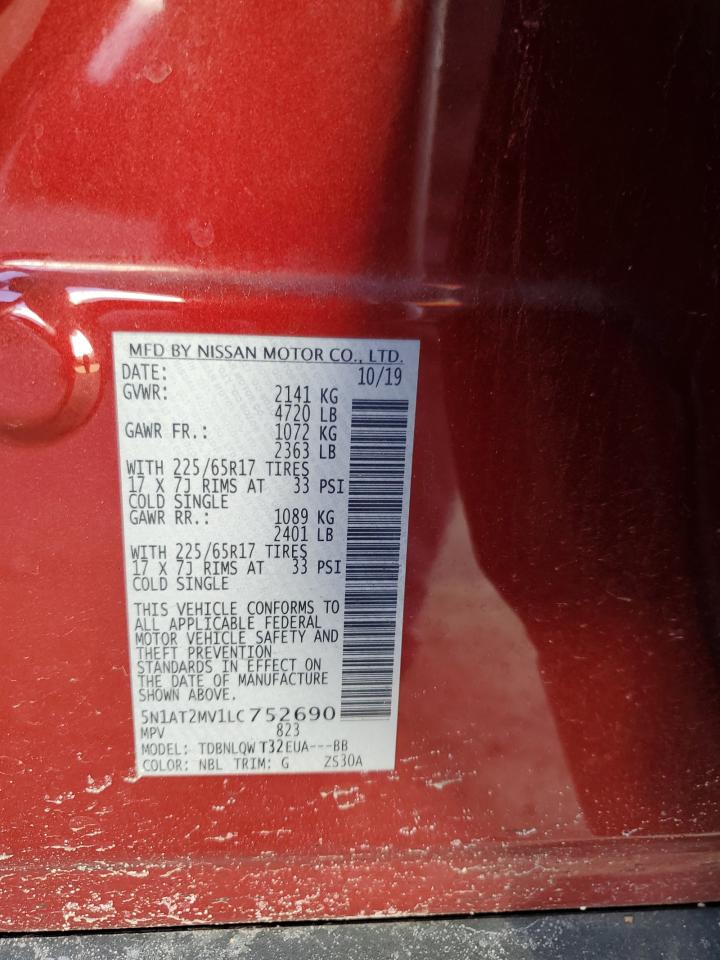 MFD BY NISSAN MOTOR CO., LTD.
DATE: 10/19
GVWR: 2141 KG
4720 LB
GAWR FR.: 1072 KG
2363 LB
WITH 225/65R17 TIRES
17 X 7J RIMS AT 33 PSI
COLD SINGLE
GAWR RR.: 1089 KG
2401 LB
WITH 225/65R17 TIRES
17 X 7J RIMS AT 33 PSI
COLD SINGLE
THIS VEHICLE CONFORMS TO
ALL APPLICABLE FEDERAL
MOTOR VEHICLE SAFETY AND
THEFT PREVENTION
STANDARDS IN EFFECT ON
THE DATE OF MANUFACTURE
SHOWN ABOVE.
5N1AT2MV1LC752690
MPV 823
MODEL: TDBNLQW T32EUA---BB
COLOR: NBL TRIM: G ZS30A